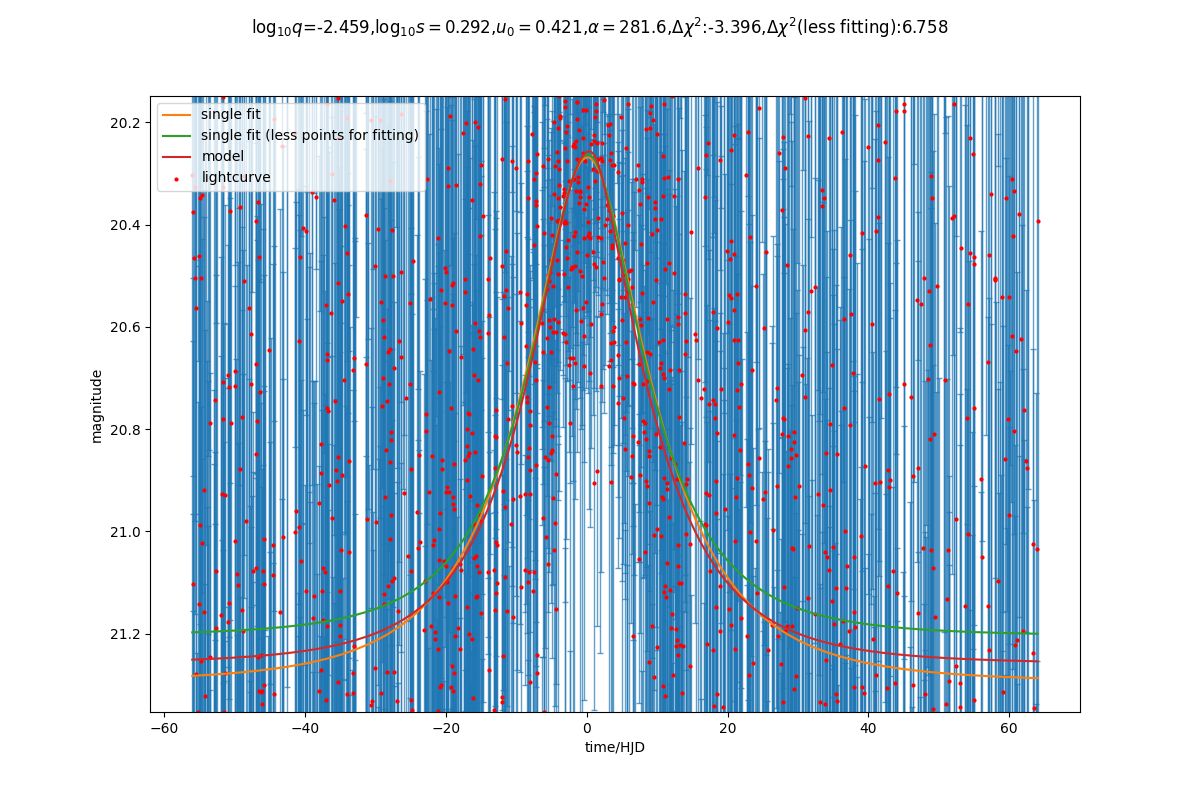 log₁₀q=-2.459,log₁₀s = 0.292,u₀ = 0.421,α = 281.6,Δχ²:-3.396,Δχ²(less fitting):6.758
single fit
single fit (less points for fitting)
model
lightcurve
20.2
20.4
20.6
20.8
21.0
21.2
magnitude
−60
−40
−20
0
20
40
60
time/HJD